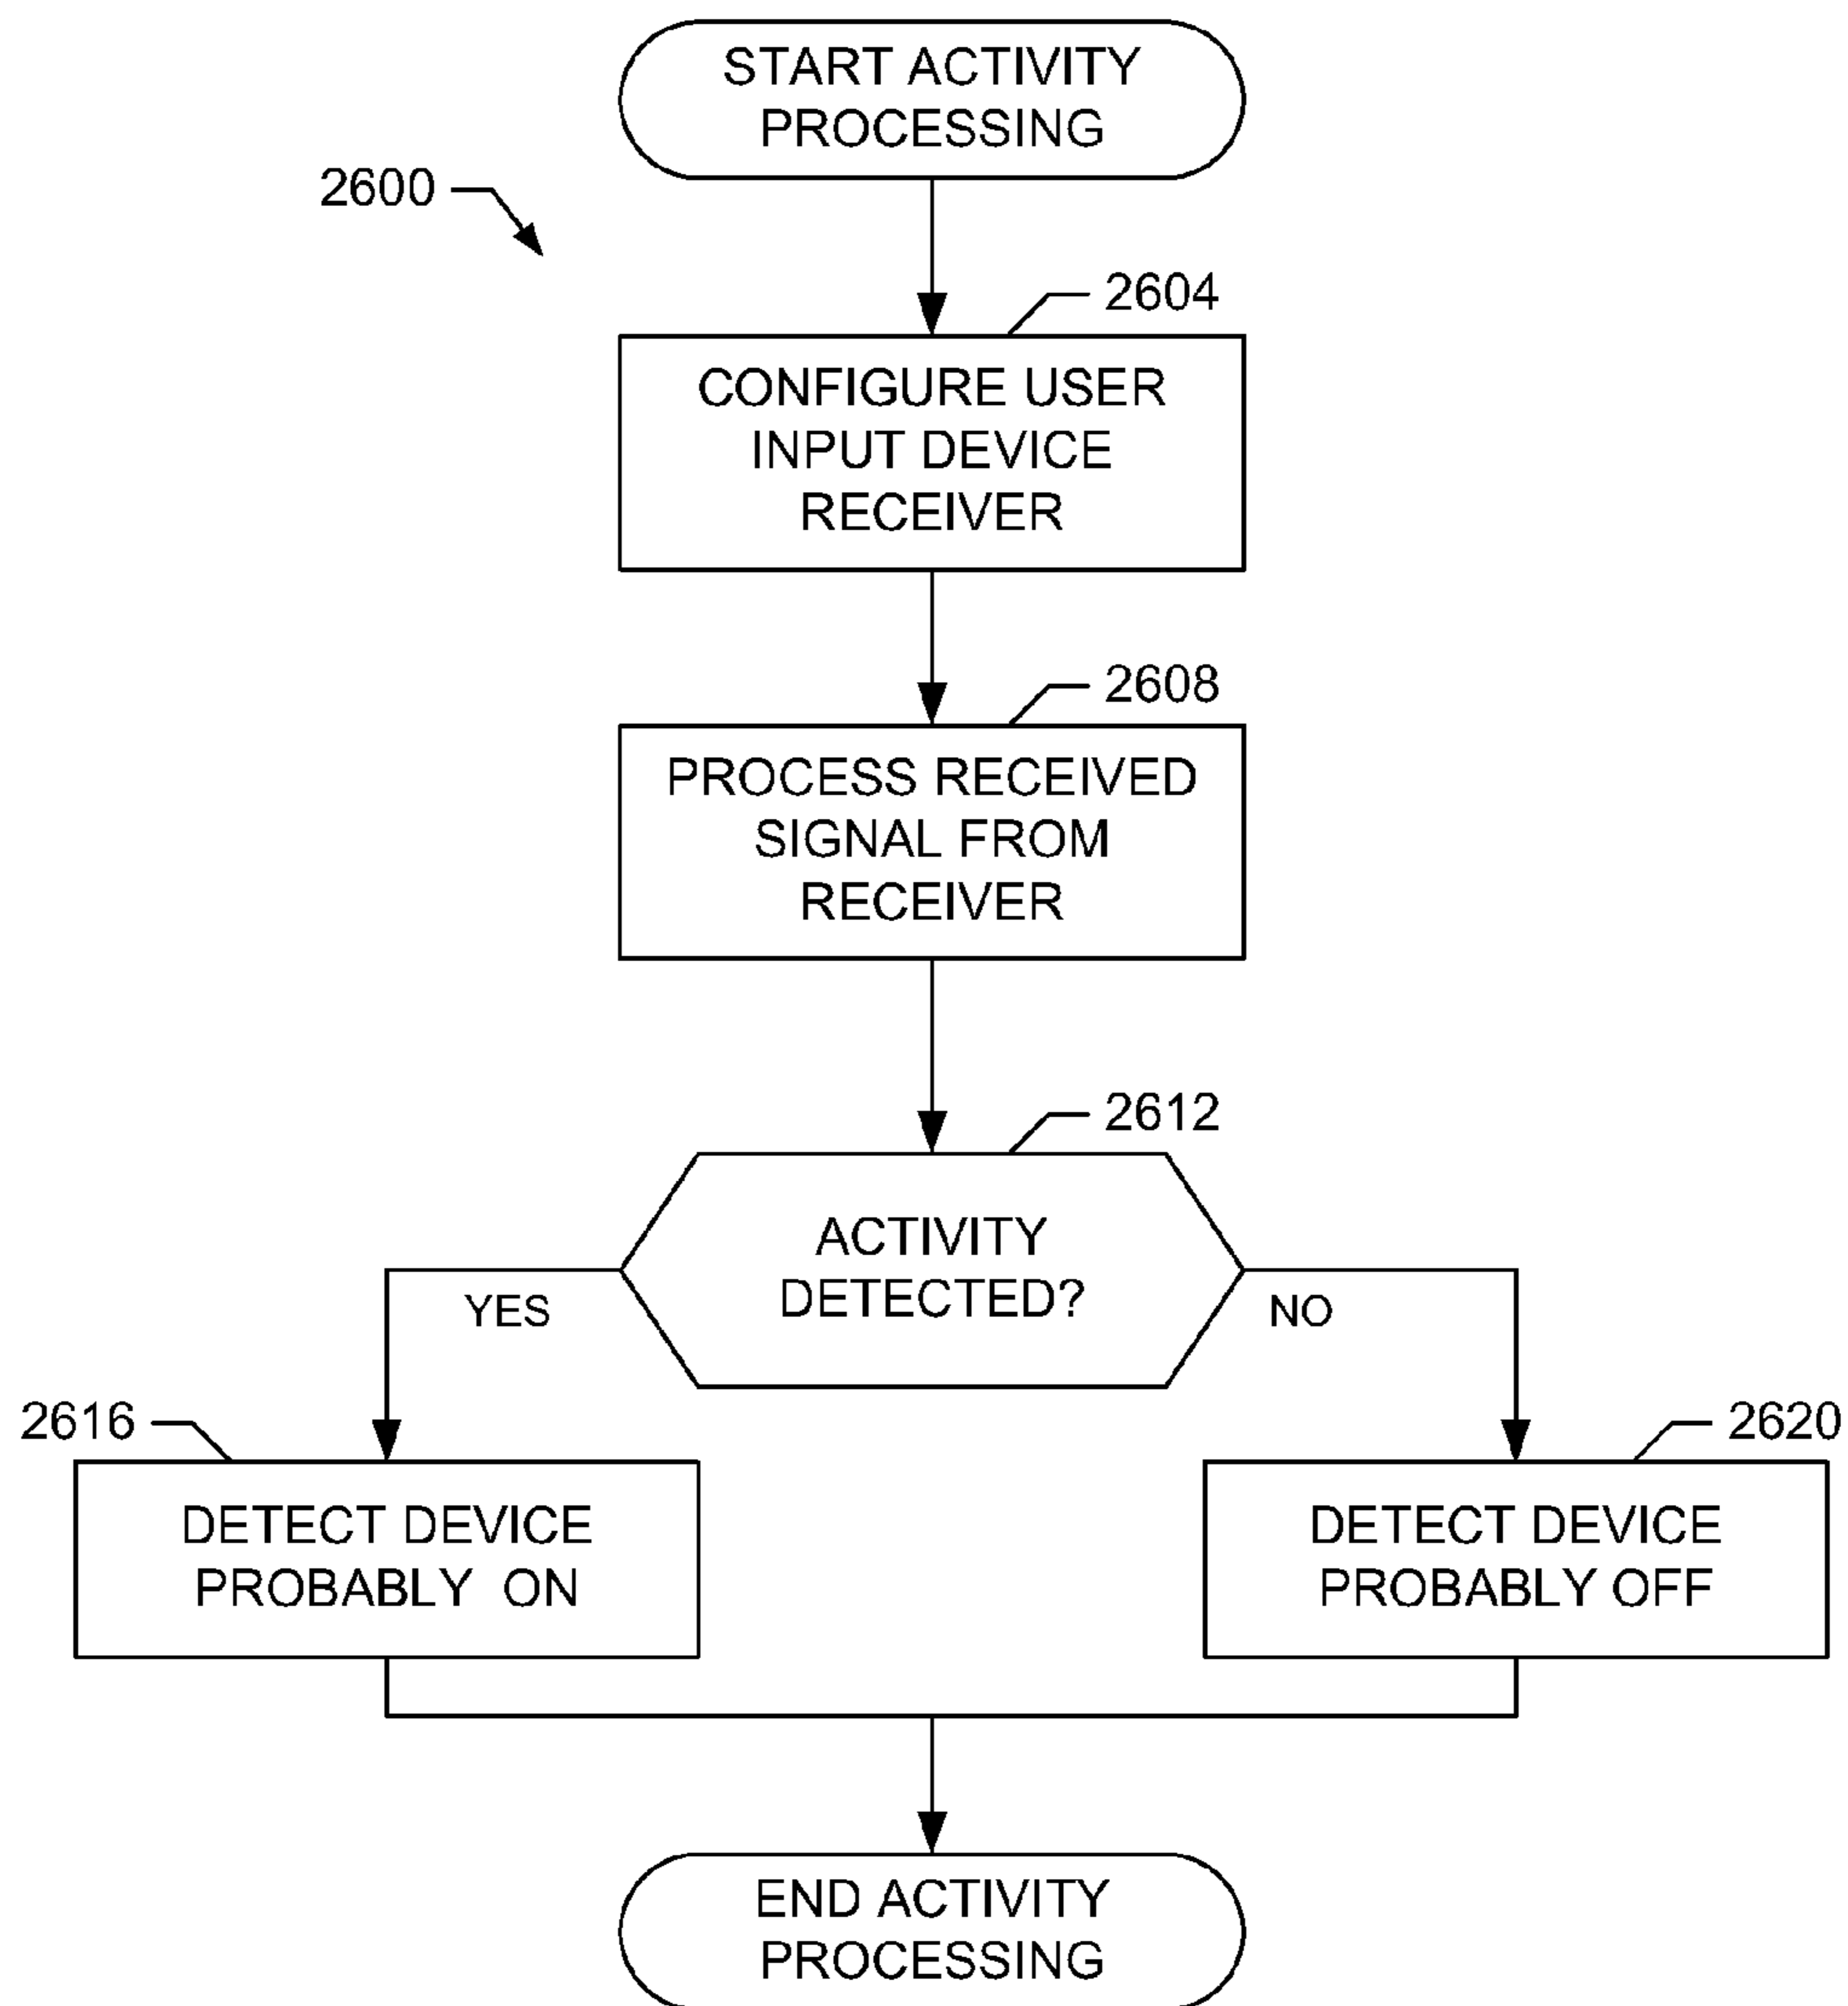 START ACTIVITY
PROCESSING
2600
2604
CONFIGURE USER
INPUT DEVICE
RECEIVER
2608
PROCESS RECEIVED
SIGNAL FROM
RECEIVER
2612
ACTIVITY
DETECTED?
YES
NO
2616
DETECT DEVICE
PROBABLY ON
2620
DETECT DEVICE
PROBABLY OFF
END ACTIVITY
PROCESSING